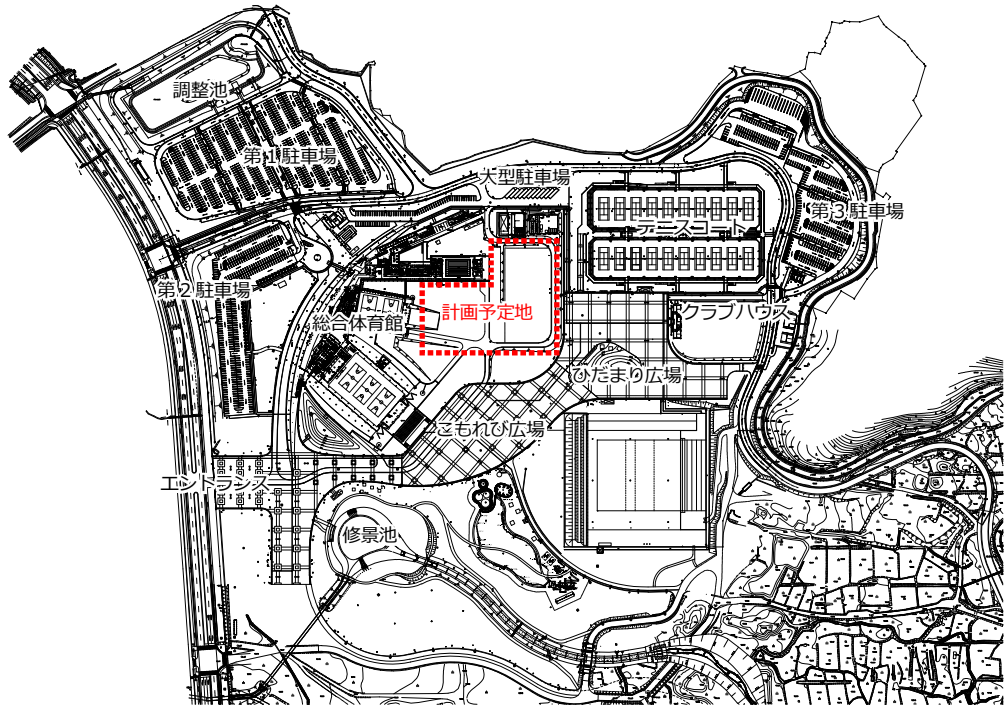 調整池
第１駐車場
大型駐車場
第３駐車場
テニスコート
第２駐車場
計画予定地
クラブハウス
総合体育館
ひだまり広場
こもれび広場
エントランス
修景池